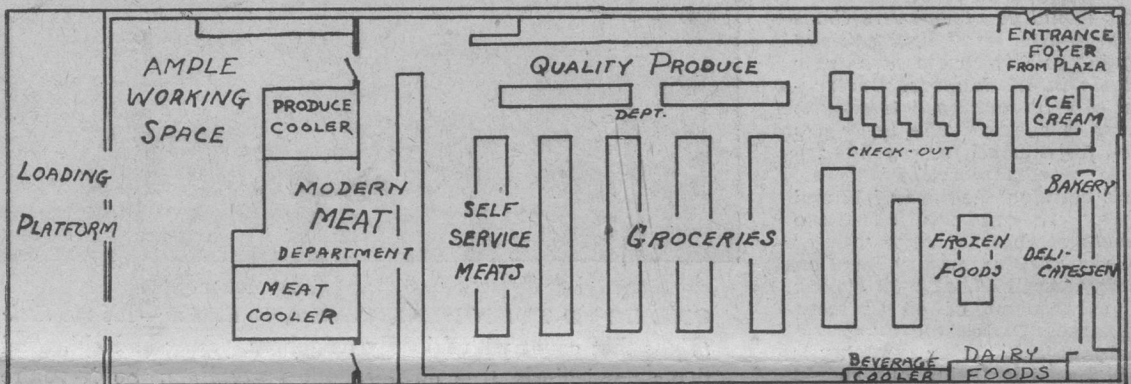 LOADING
PLATFORM
AMPLE
WORKING
SPACE
PRODUCE
COOLER
MODERN
MEAT
DEPARTMENT
MEAT
COOLER
QUALITY PRODUCE
DEPT.
SELF
SERVICE
MEATS
GROCERIES
CHECK-OUT
ENTRANCE
FOYER
FROM PLAZA
ICE
CREAM
BAKERY
FROZEN
FOODS
DELI-
CATESSEN
BEVERAGE
COOLER
DAIRY
FOODS